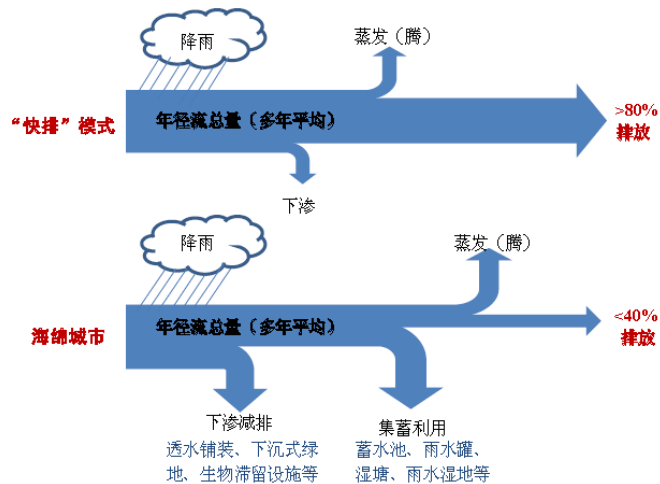 降雨
蒸发（腾）
“快排”模式
年径流总量（多年平均）
>80%
排放
下渗
降雨
蒸发（腾）
海绵城市
年径流总量（多年平均）
<40%
排放
下渗减排
透水铺装、下沉式绿
地、生物滞留设施等
集蓄利用
蓄水池、雨水罐、
湿塘、雨水湿地等